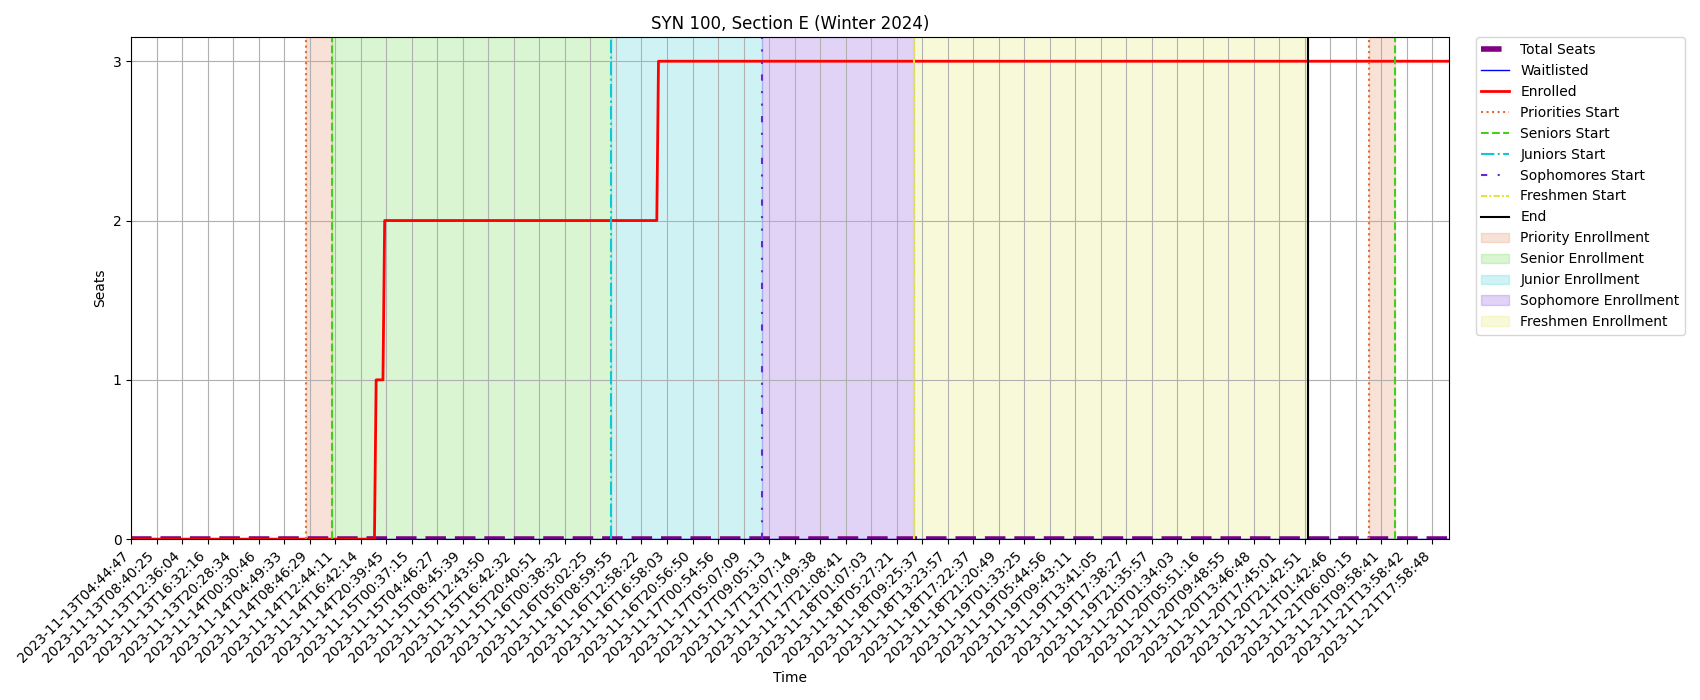 SYN 100, Section E (Winter 2024)
Seats
3
2
1
0
2023-11-13T04:44:47
2023-11-13T08:40:25
2023-11-13T12:36:04
2023-11-13T16:32:16
2023-11-13T20:28:34
2023-11-14T00:30:46
2023-11-14T04:49:33
2023-11-14T08:46:29
2023-11-14T12:44:11
2023-11-14T16:42:14
2023-11-14T20:39:45
2023-11-15T00:37:15
2023-11-15T04:46:27
2023-11-15T08:45:39
2023-11-15T12:43:50
2023-11-15T16:42:32
2023-11-15T20:40:51
2023-11-16T00:38:32
2023-11-16T05:02:25
2023-11-16T08:59:55
2023-11-16T12:58:22
2023-11-16T16:58:03
2023-11-16T20:56:50
2023-11-17T00:54:56
2023-11-17T05:07:09
2023-11-17T09:05:13
2023-11-17T13:07:14
2023-11-17T17:09:38
2023-11-17T21:08:41
2023-11-18T01:07:03
2023-11-18T05:27:21
2023-11-18T09:25:37
2023-11-18T13:23:57
2023-11-18T17:22:37
2023-11-18T21:20:49
2023-11-19T01:33:25
2023-11-19T05:44:56
2023-11-19T09:43:11
2023-11-19T13:41:05
2023-11-19T17:38:27
2023-11-19T21:35:57
2023-11-20T01:34:03
2023-11-20T05:51:16
2023-11-20T09:48:55
2023-11-20T13:46:48
2023-11-20T17:45:01
2023-11-20T21:42:51
2023-11-21T01:42:46
2023-11-21T06:00:15
2023-11-21T09:58:41
2023-11-21T13:58:42
2023-11-21T17:58:48
Time
Total Seats
Waitlisted
Enrolled
Priorities Start
Seniors Start
Juniors Start
Sophomores Start
Freshmen Start
End
Priority Enrollment
Senior Enrollment
Junior Enrollment
Sophomore Enrollment
Freshmen Enrollment